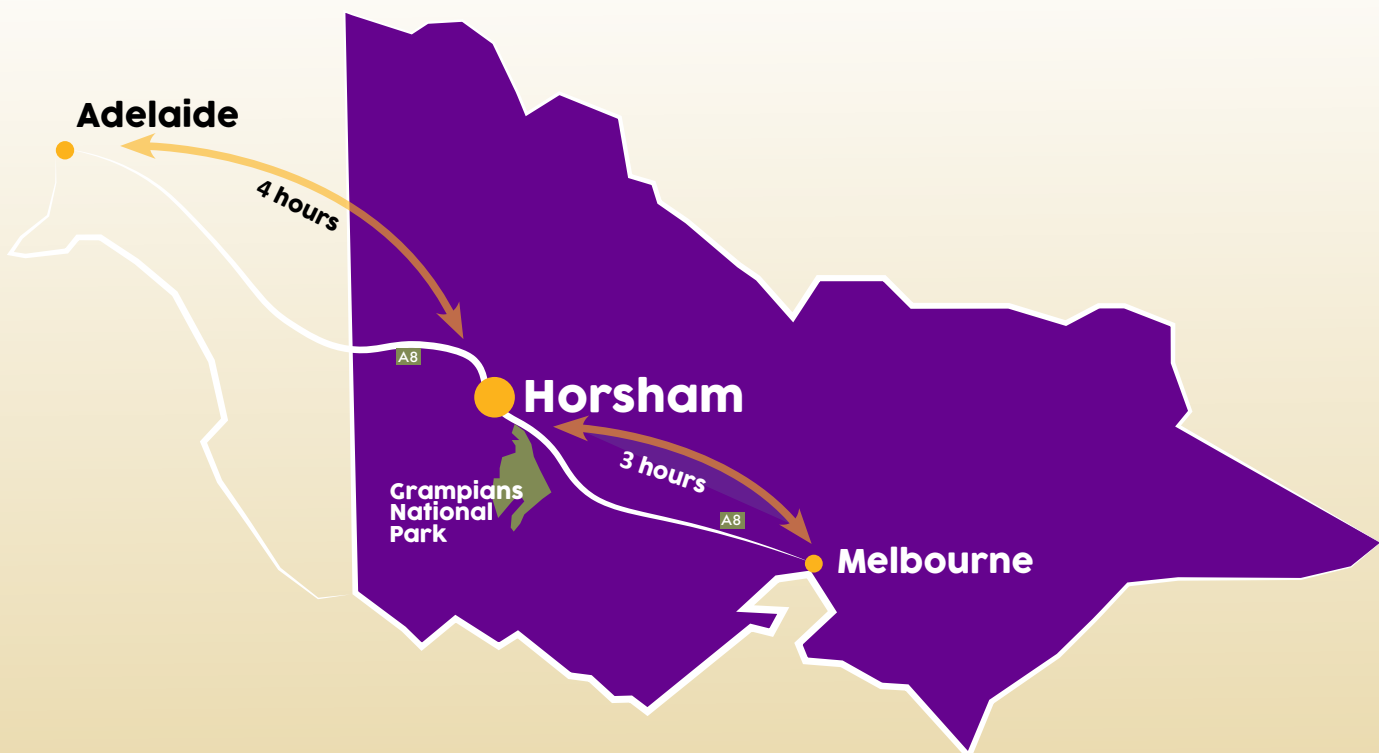 Adelaide
4 hours
A8
Horsham
3 hours
Grampians
National
Park
A8
Melbourne